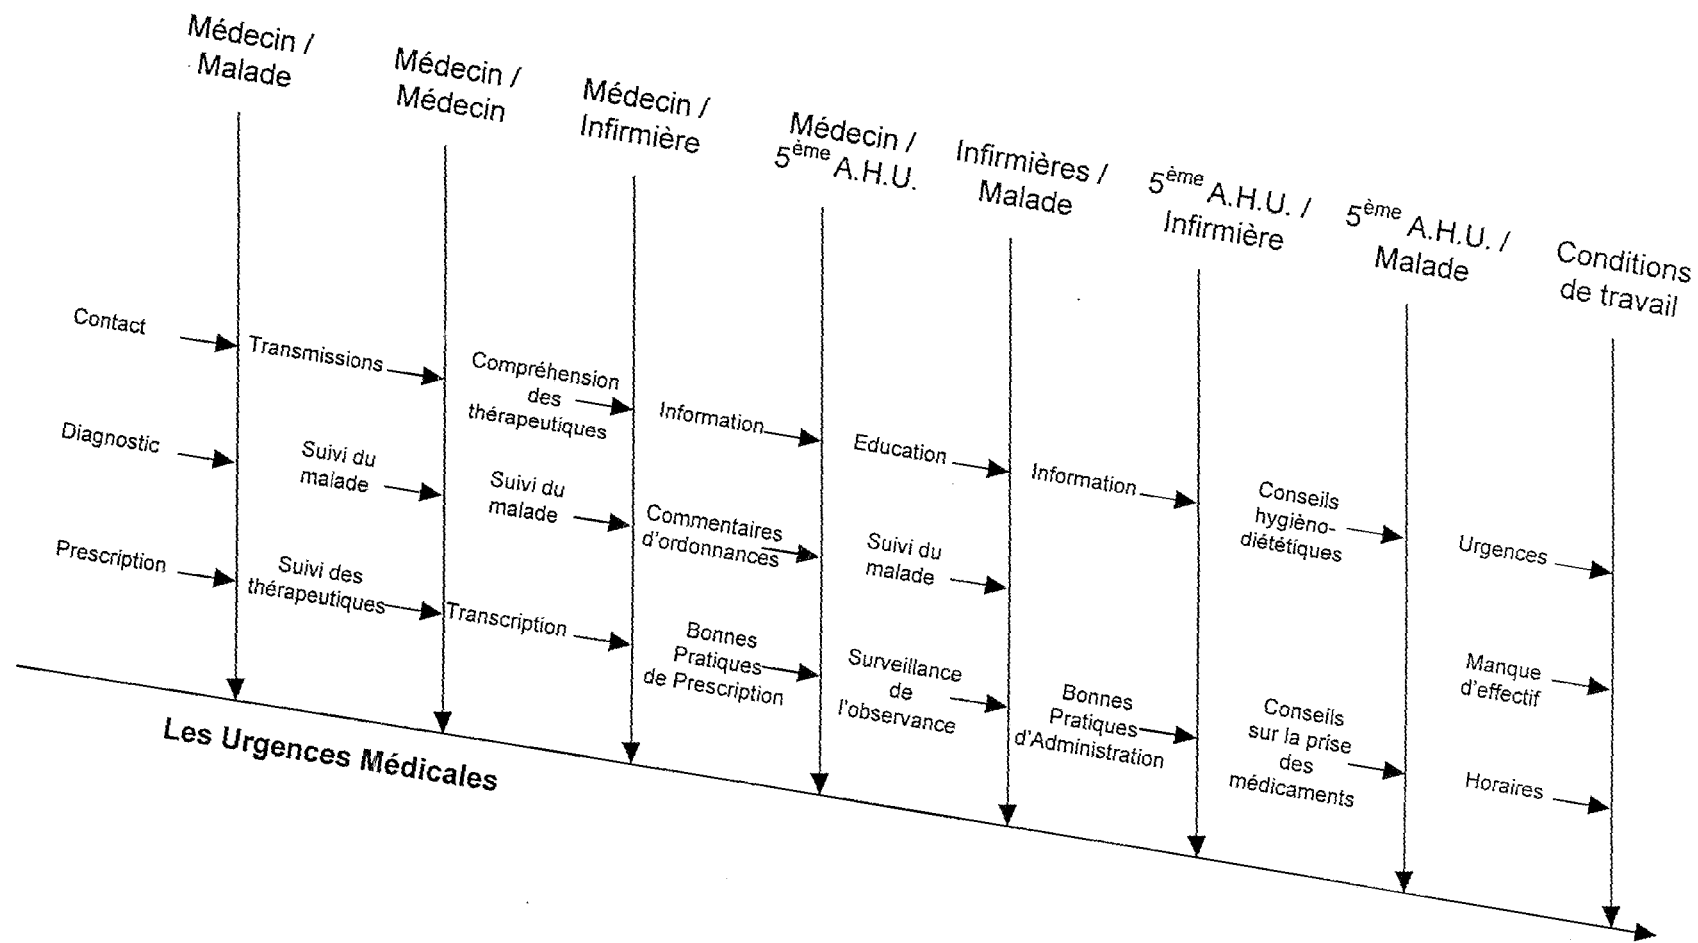 Médecin /
Malade
Médecin /
Médecin
Médecin /
Infirmière
Médecin /
5ème A.H.U.
Infirmières /
Malade
5ème A.H.U. /
Infirmière
5ème A.H.U. /
Malade
Conditions
de travail
Contact
Diagnostic
Prescription
Transmissions
Suivi du
malade
Suivi des
thérapeutiques
Compréhension
des
thérapeutiques
Suivi du
malade
Transcription
Information
Commentaires
d'ordonnances
Bonnes
Pratiques
de Prescription
Education
Suivi du
malade
Surveillance
de
l'observance
Information
Bonnes
Pratiques
d'Administration
Conseils
hygièno-
diététiques
Conseils
sur la prise
des
médicaments
Urgences
Manque
d'effectif
Horaires
Les Urgences Médicales